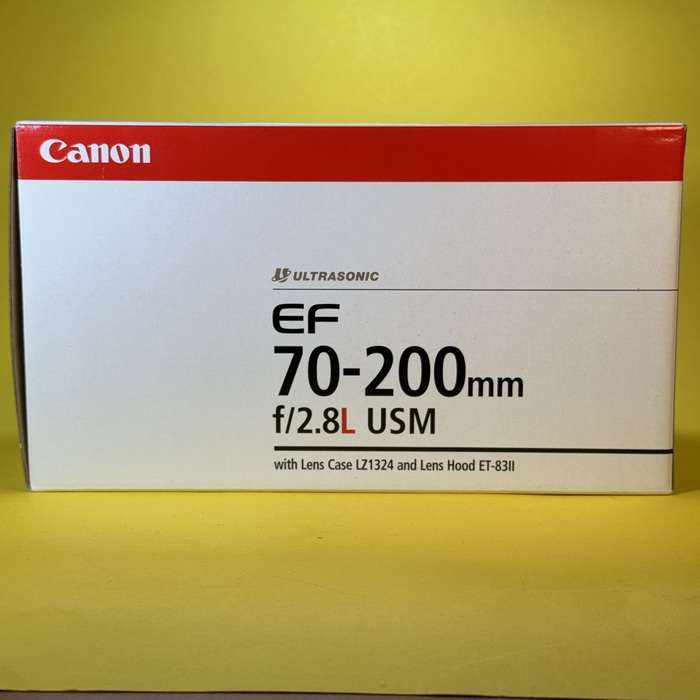 Canon
ULTRASONIC
EF
70-200mm
f/2.8L USM
with Lens Case LZ1324 and Lens Hood ET-83II